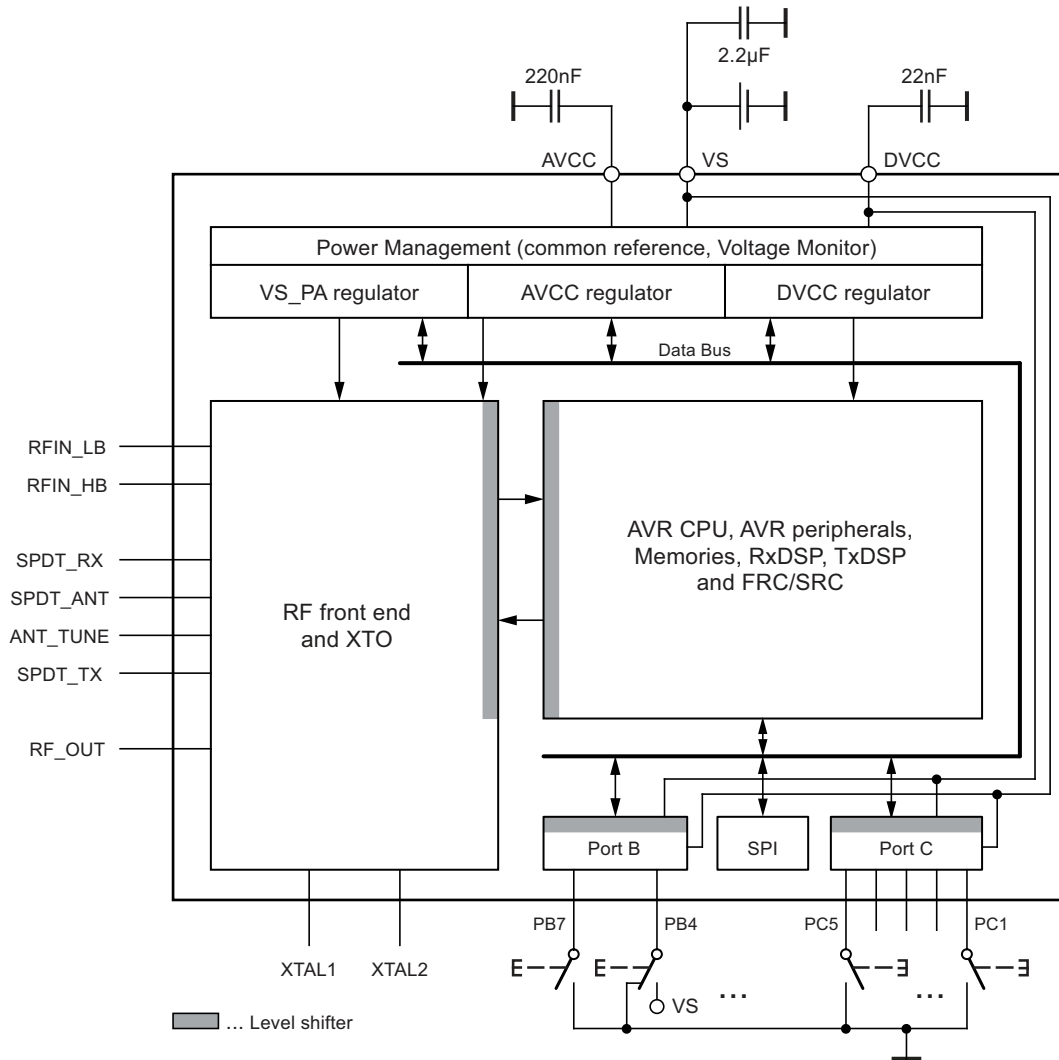 2.2µF
220nF
22nF
AVCC
VS
DVCC
Power Management (common reference, Voltage Monitor)
VS_PA regulator
AVCC regulator
DVCC regulator
Data Bus
RFIN_LB
RFIN_HB
SPDT_RX
SPDT_ANT
ANT_TUNE
SPDT_TX
RF_OUT
RF front end
and XTO
AVR CPU, AVR peripherals,
Memories, RxDSP, TxDSP
and FRC/SRC
Port B
SPI
Port C
PB7
PB4
PC5
PC1
XTAL1
XTAL2
VS
...
...
... Level shifter